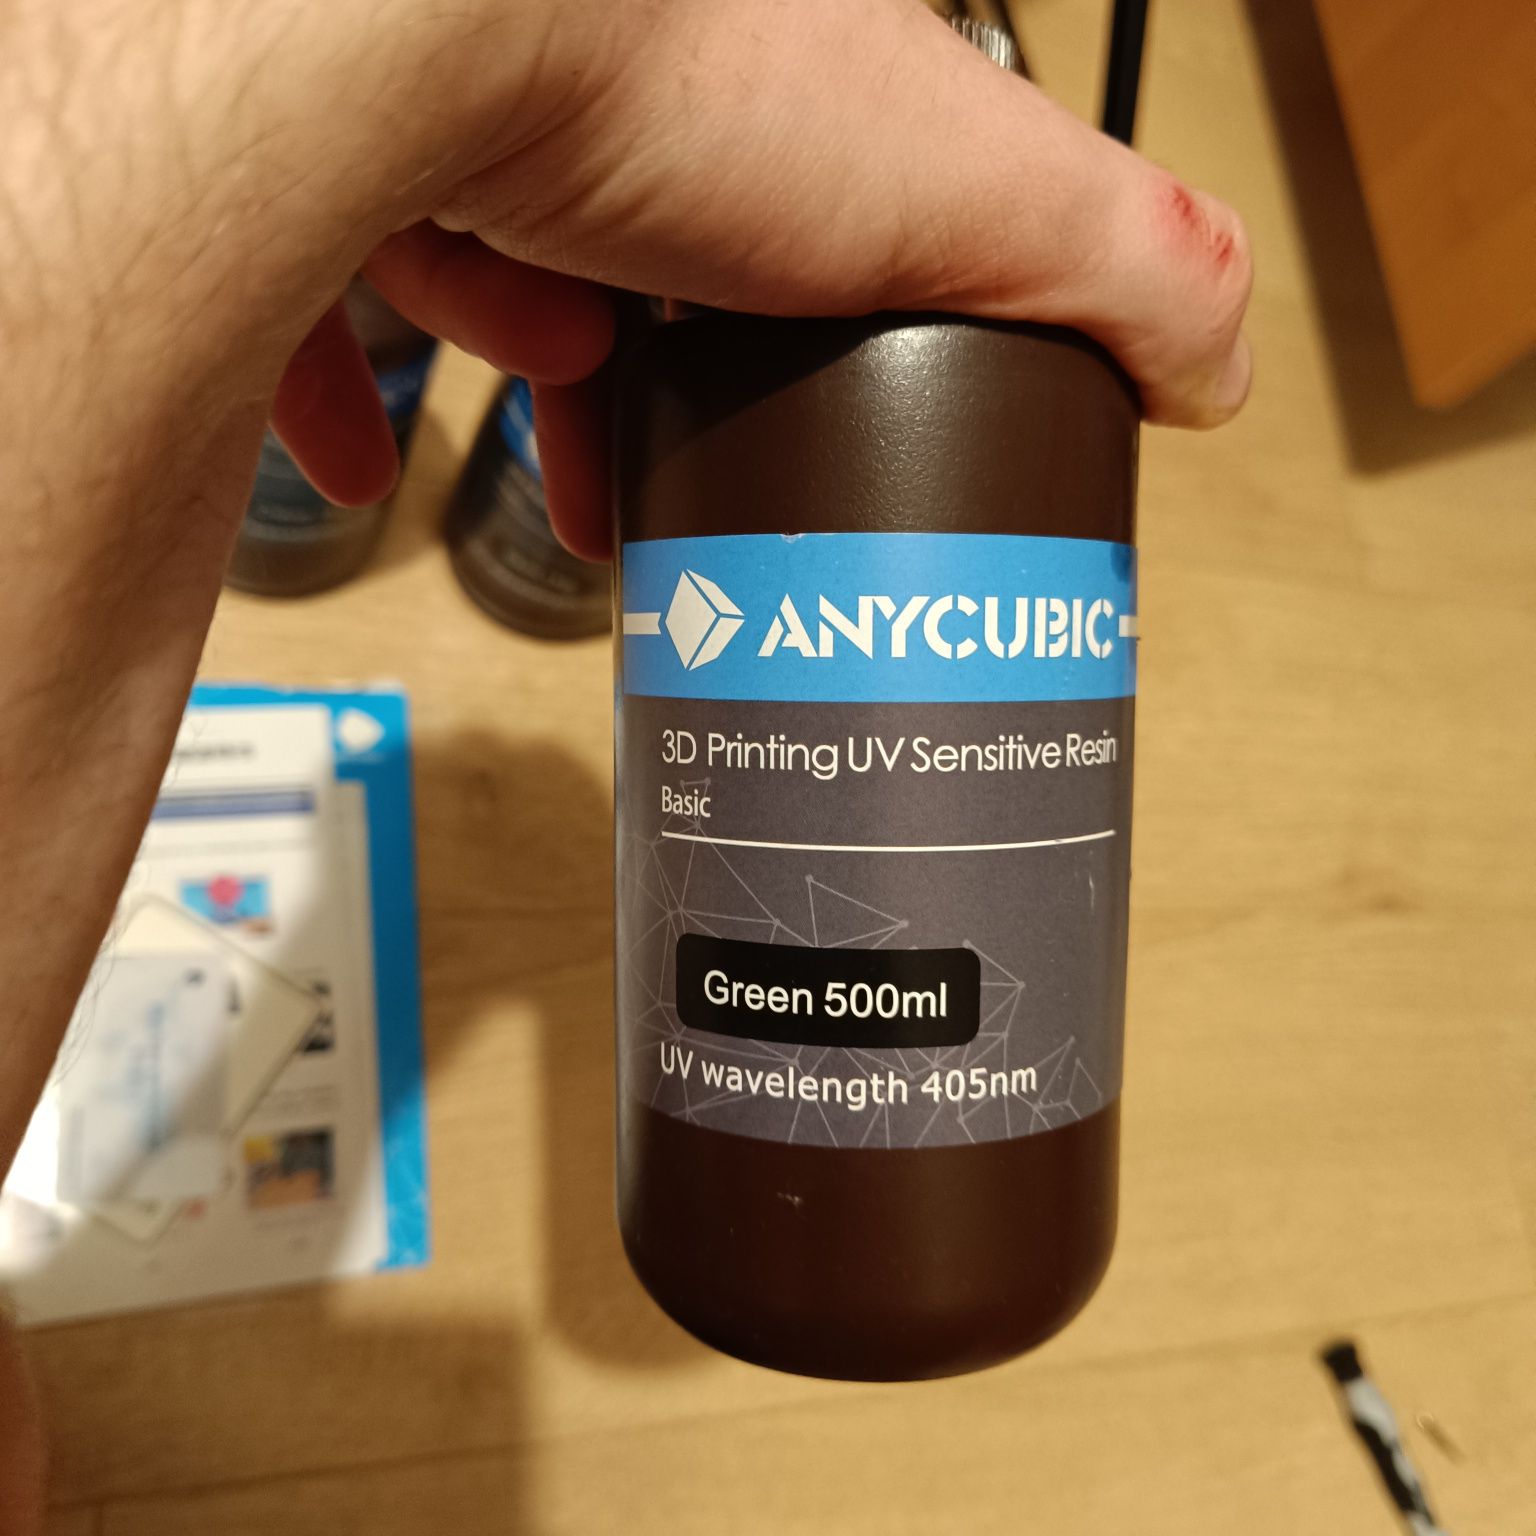 ANYCUBIC
3D Printing UV Sensitive Resin
Basic
Green 500ml
UV wavelength 405nm